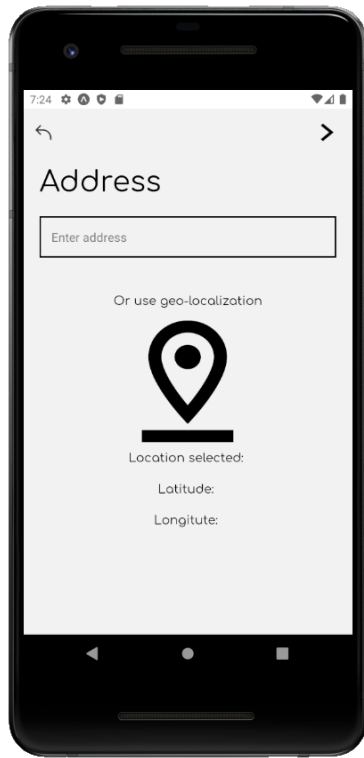 7:24
Address
Enter address
Or use geo-localization
Location selected:
Latitude:
Longitute: